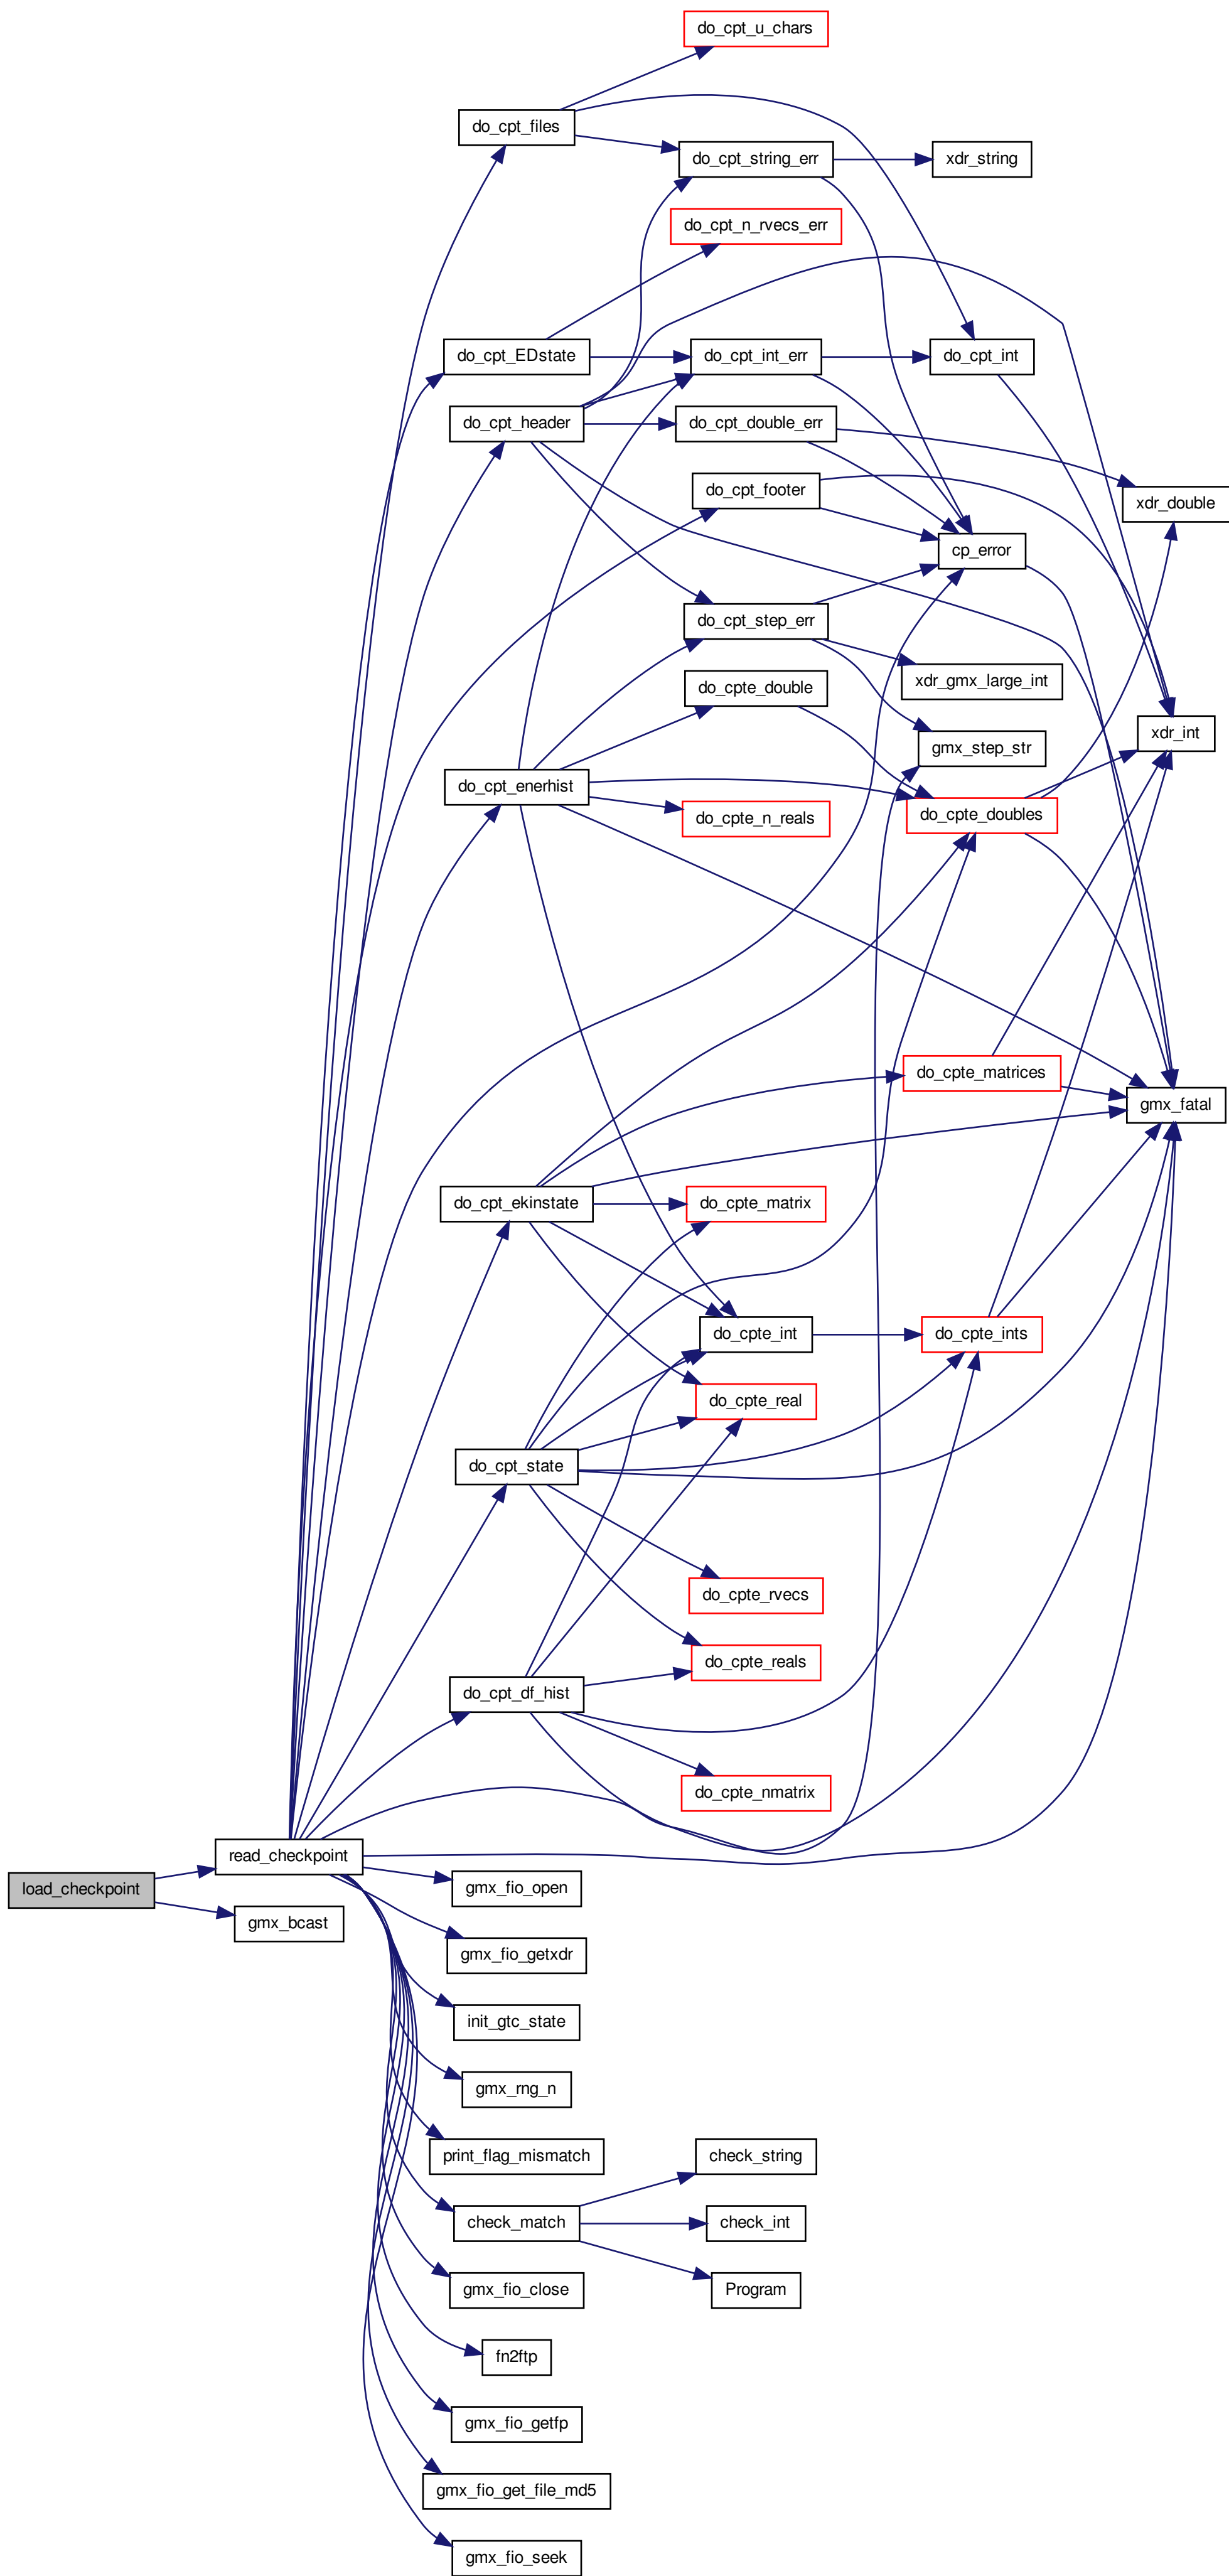 do_cpt_u_chars
do_cpt_files
do_cpt_string_err
xdr_string
do_cpt_n_rvecs_err
do_cpt_EDstate
do_cpt_int_err
do_cpt_int
do_cpt_header
do_cpt_double_err
do_cpt_footer
xdr_double
cp_error
do_cpt_step_err
xdr_gmx_large_int
do_cpte_double
xdr_int
gmx_step_str
do_cpt_enerhist
do_cpte_n_reals
do_cpte_doubles
do_cpte_matrices
gmx_fatal
do_cpt_ekinstate
do_cpte_matrix
do_cpte_int
do_cpte_ints
do_cpte_real
do_cpt_state
do_cpte_rvecs
do_cpte_reals
do_cpt_df_hist
do_cpte_nmatrix
read_checkpoint
load_checkpoint
gmx_fio_open
gmx_bcast
gmx_fio_getxdr
init_gtc_state
gmx_rng_n
print_flag_mismatch
check_string
check_match
check_int
gmx_fio_close
Program
fn2ftp
gmx_fio_getfp
gmx_fio_get_file_md5
gmx_fio_seek